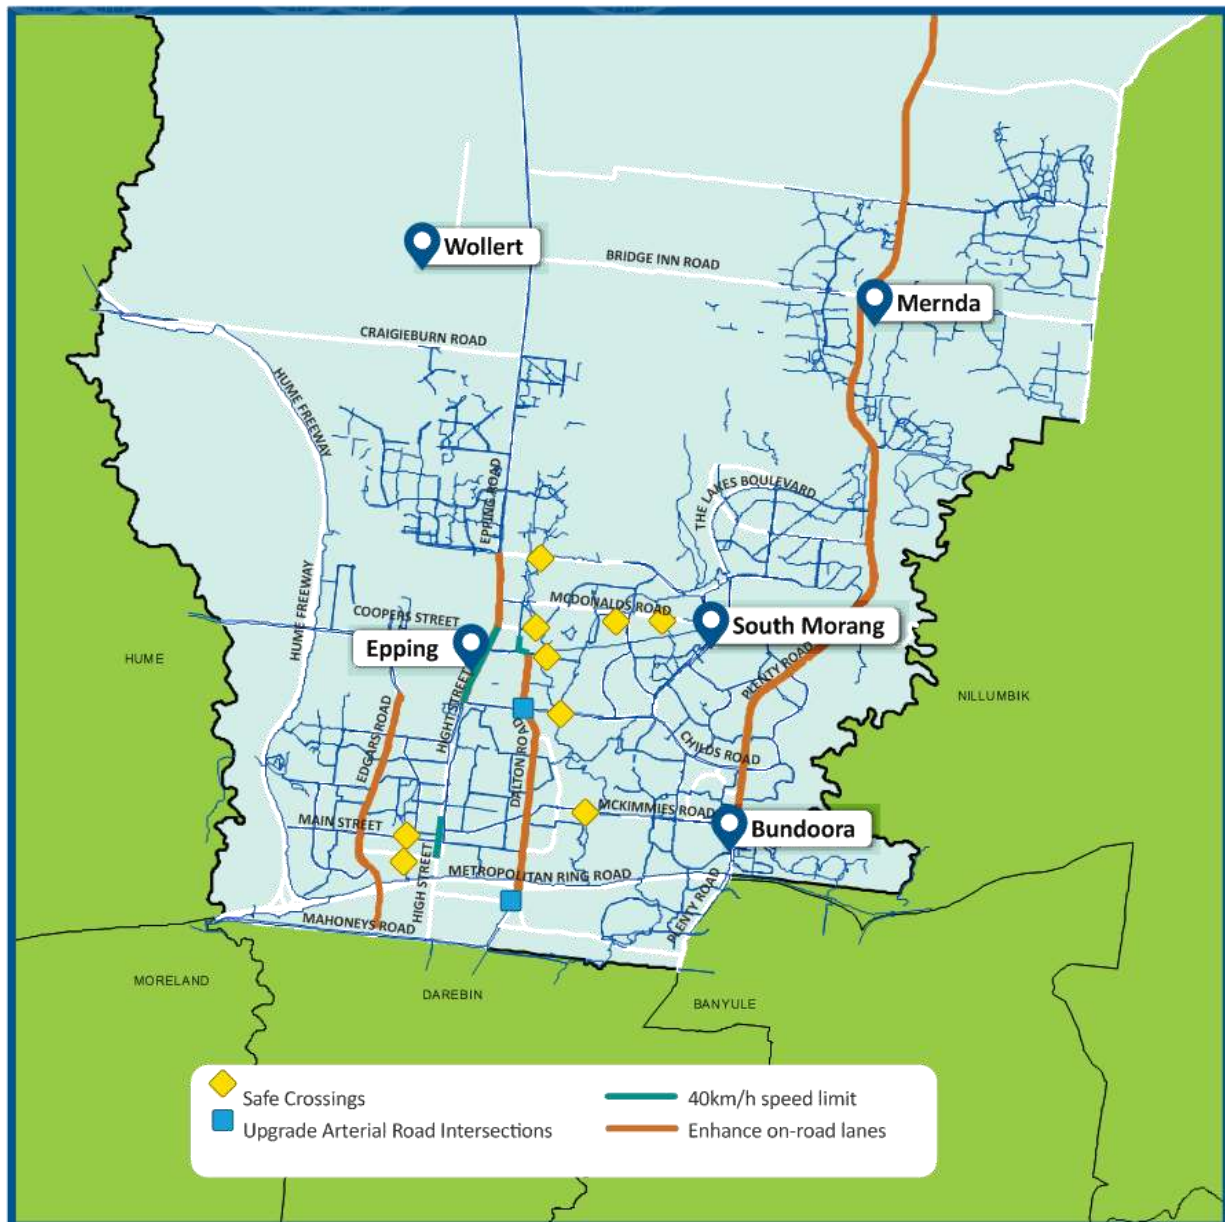 Wollert
BRIDGE INN ROAD
Mernda
CRAIGIEBURN ROAD
HUME FREEWAY
EPPING ROAD
THE LAKES BOULEVARD
HUME FREEWAY
COOPERS STREET
MCDONALDS ROAD
South Morang
Epping
HUME
HIGHT STREET
PLENTY ROAD
NILLUMBIK
EDGARS ROAD
DALTON ROAD
CHILDS ROAD
MAIN STREET
MCKIMMIES ROAD
Bundoora
HIGH STREET
METROPOLITAN RING ROAD
PLENTY ROAD
MAHONEYS ROAD
MORELAND
DAREBIN
BANYULE
Safe Crossings
40km/h speed limit
Upgrade Arterial Road Intersections
Enhance on-road lanes